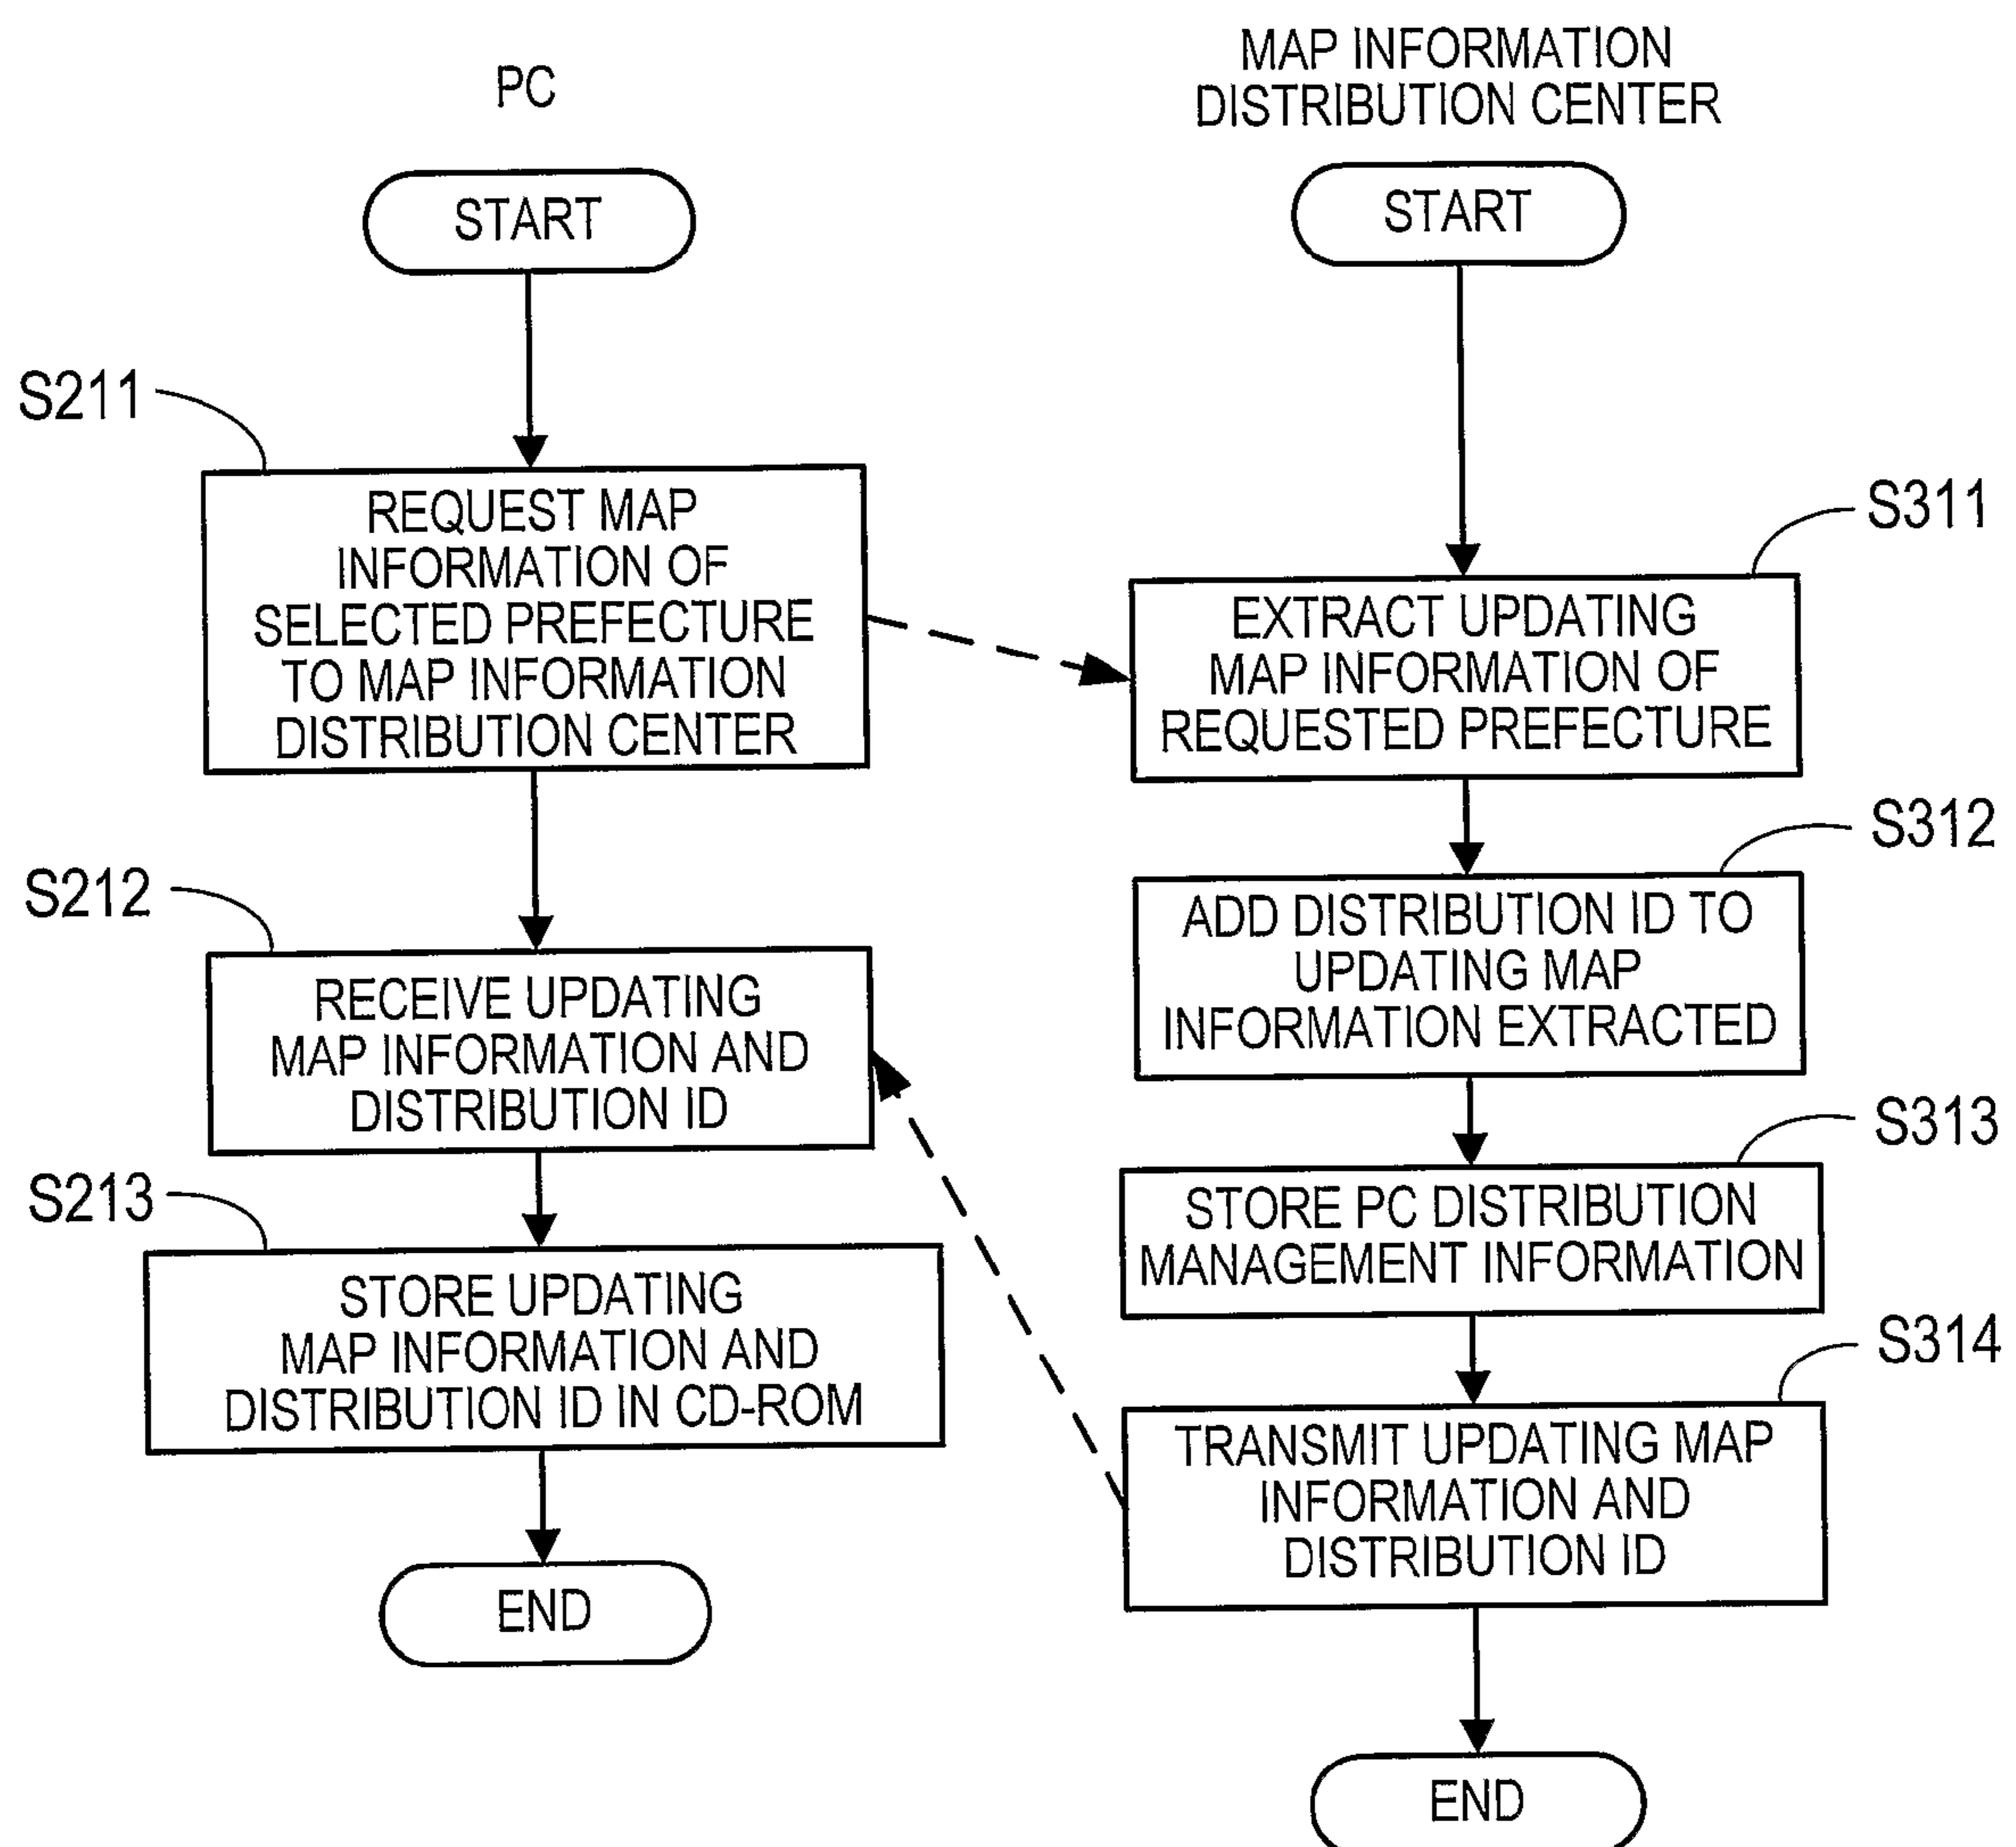 PC
START
S211
REQUEST MAP
INFORMATION OF
SELECTED PREFECTURE
TO MAP INFORMATION
DISTRIBUTION CENTER
S212
RECEIVE UPDATING
MAP INFORMATION AND
DISTRIBUTION ID
S213
STORE UPDATING
MAP INFORMATION AND
DISTRIBUTION ID IN CD-ROM
END
MAP INFORMATION
DISTRIBUTION CENTER
START
S311
EXTRACT UPDATING
MAP INFORMATION OF
REQUESTED PREFECTURE
S312
ADD DISTRIBUTION ID TO
UPDATING MAP
INFORMATION EXTRACTED
S313
STORE PC DISTRIBUTION
MANAGEMENT INFORMATION
S314
TRANSMIT UPDATING MAP
INFORMATION AND
DISTRIBUTION ID
END